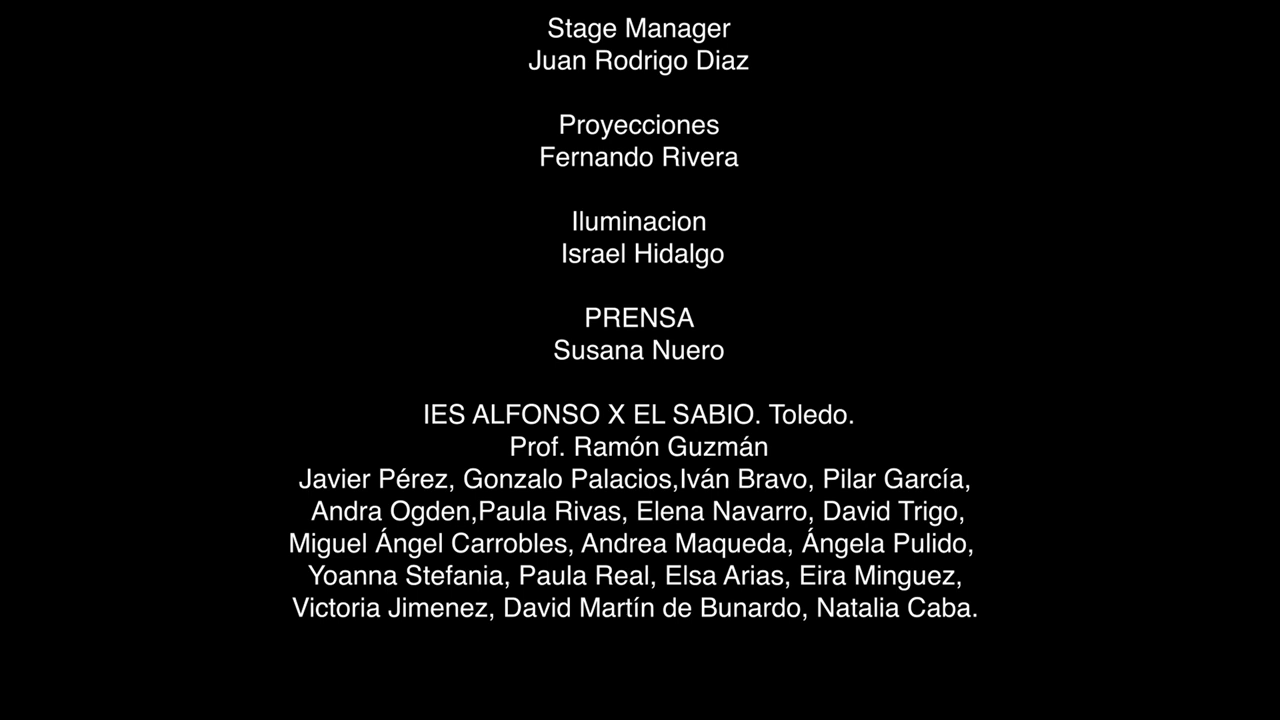 Stage Manager
Juan Rodrigo Diaz
Proyecciones
Fernando Rivera
Iluminacion
Israel Hidalgo
PRENSA
Susana Nuero
IES ALFONSO X EL SABIO. Toledo.
Prof. Ramón Guzmán
Javier Pérez, Gonzalo Palacios,Iván Bravo, Pilar García,
Andra Ogden,Paula Rivas, Elena Navarro, David Trigo,
Miguel Ángel Carrobles, Andrea Maqueda, Ángela Pulido,
Yoanna Stefania, Paula Real, Elsa Arias, Eira Minguez,
Victoria Jimenez, David Martín de Bunardo, Natalia Caba.